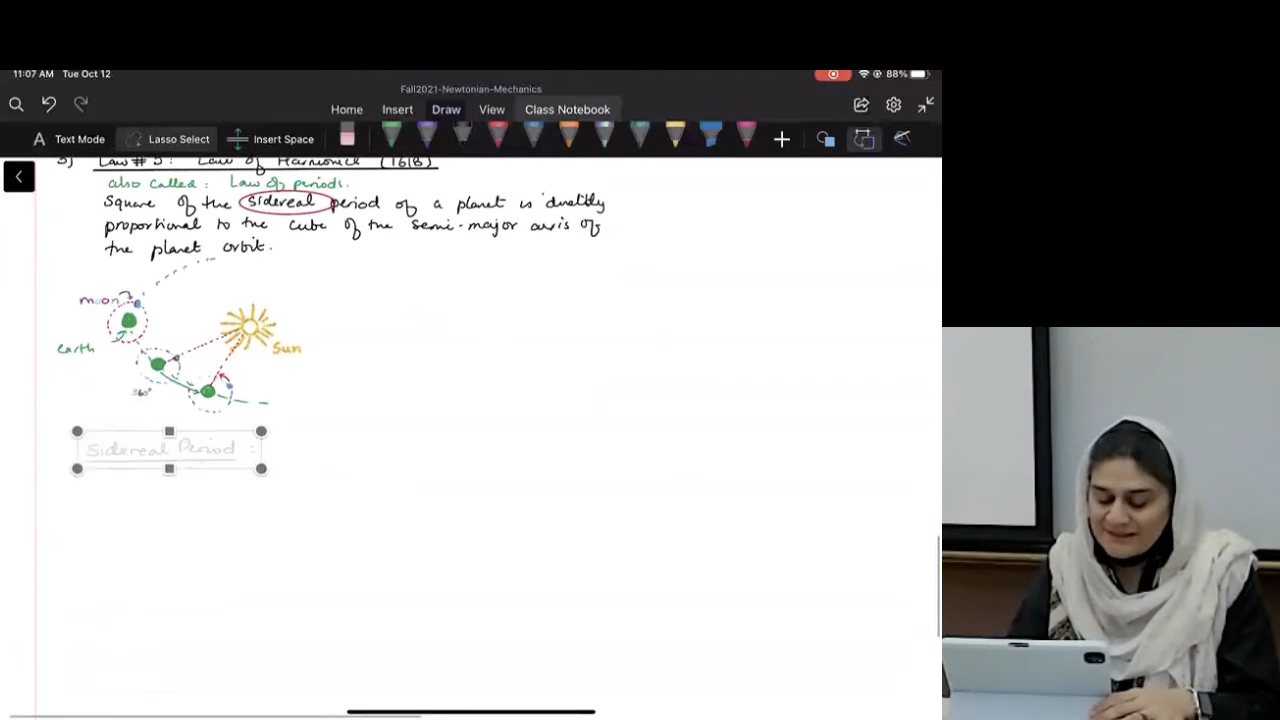 11:07 AM Tue Oct 12
88%
Fall2021-Newtonian-Mechanics
Home Insert Draw View Class Notebook
Text Mode Lasso Select Insert Space
3) Law # 3: Law of Harmonics (1618)
also called: Law of periods.
Square of the sidereal period of a planet is directly
proportional to the cube of the semi-major axis of
the planet orbit.
moon
earth
Sun
360°
Sidereal Period :